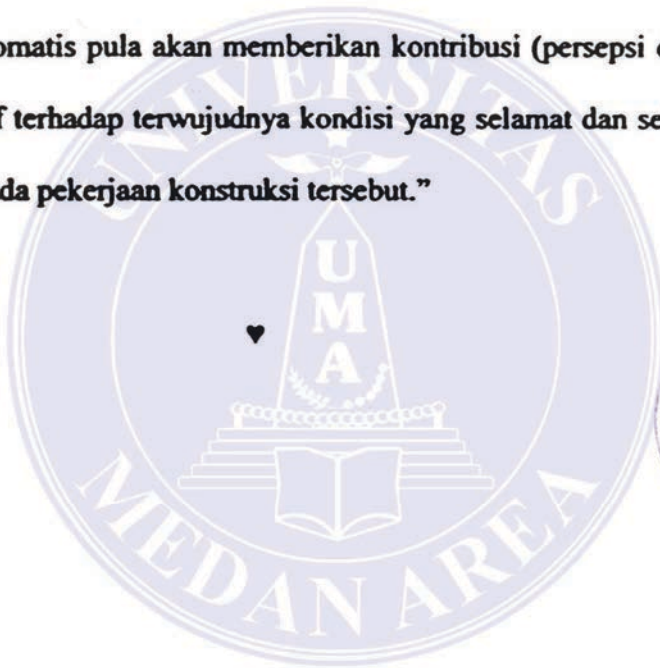 omatis pula akan memberikan kontribusi (persepsi
f terhadap terwujudnya kondisi yang selamat dan se
da pekerjaan konstruksi tersebut.”
♥
UNIVERSITAS
UMA
MEDAN AREA